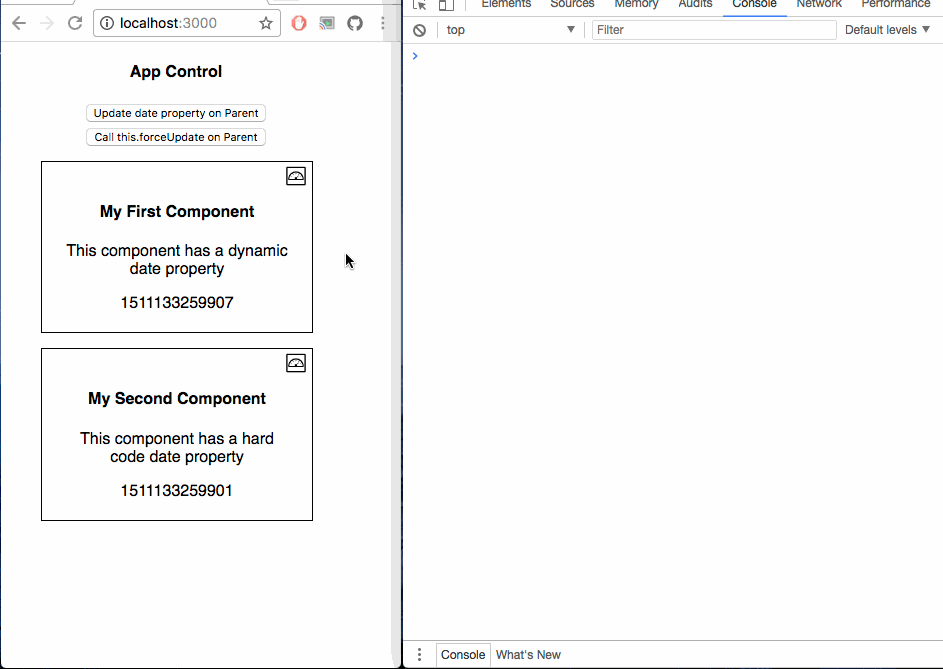 localhost:3000
App Control
Update date property on Parent
Call this.forceUpdate on Parent
My First Component
This component has a dynamic
date property
1511133259907
My Second Component
This component has a hard
code date property
1511133259901
Elements Sources Memory Audits Console Network Performance
top Filter Default levels ▼
Console What's New